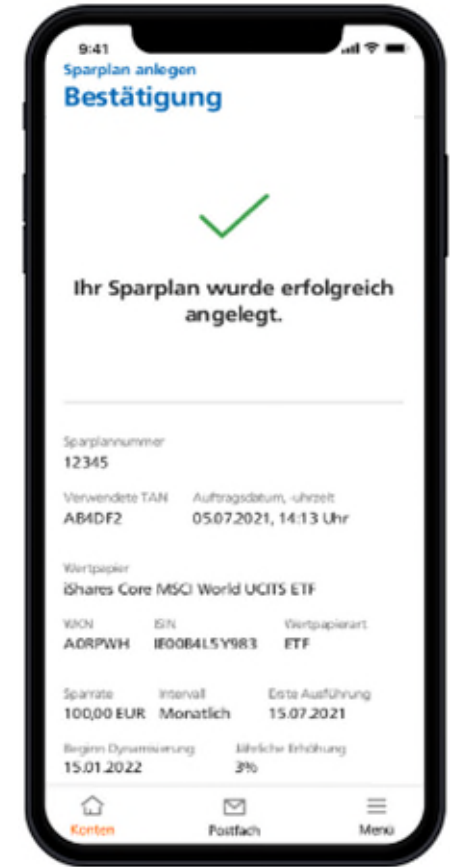 9:41
Sparplan anlegen
Bestätigung
Ihr Sparplan wurde erfolgreich
angelegt.
Sparplannummer
12345
Verwendete TAN Auftragsdatum, -uhrzeit
AB4DF2 05.07.2021, 14:13 Uhr
Wertpapier
iShares Core MSCI World UCITS ETF
WKN ISIN Wertpapierart
A0RPWH IE00B4L5Y983 ETF
Sparrate Intervall Erste Ausführung
100,00 EUR Monatlich 15.07.2021
Beginn Dynamisierung Jährliche Erhöhung
15.01.2022 3%
Konten Postfach Menü